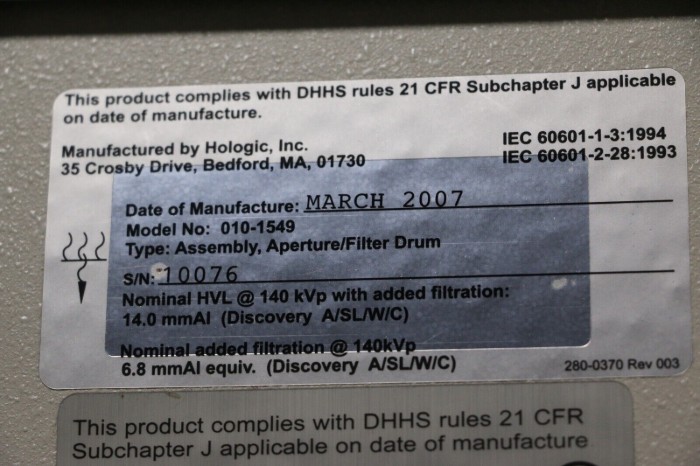 This product complies with DHHS rules 21 CFR Subchapter J applicable
on date of manufacture.
Manufactured by Hologic, Inc.
35 Crosby Drive, Bedford, MA, 01730
IEC 60601-1-3:1994
IEC 60601-2-28:1993
Date of Manufacture: MARCH 2007
Model No: 010-1549
Type: Assembly, Aperture/Filter Drum
S/N: 10076
Nominal HVL @ 140 kVp with added filtration:
14.0 mmAl (Discovery A/SL/W/C)
Nominal added filtration @ 140kVp
6.8 mmAl equiv. (Discovery A/SL/W/C)
280-0370 Rev 003
This product complies with DHHS rules 21 CFR
Subchapter J applicable on date of manufacture